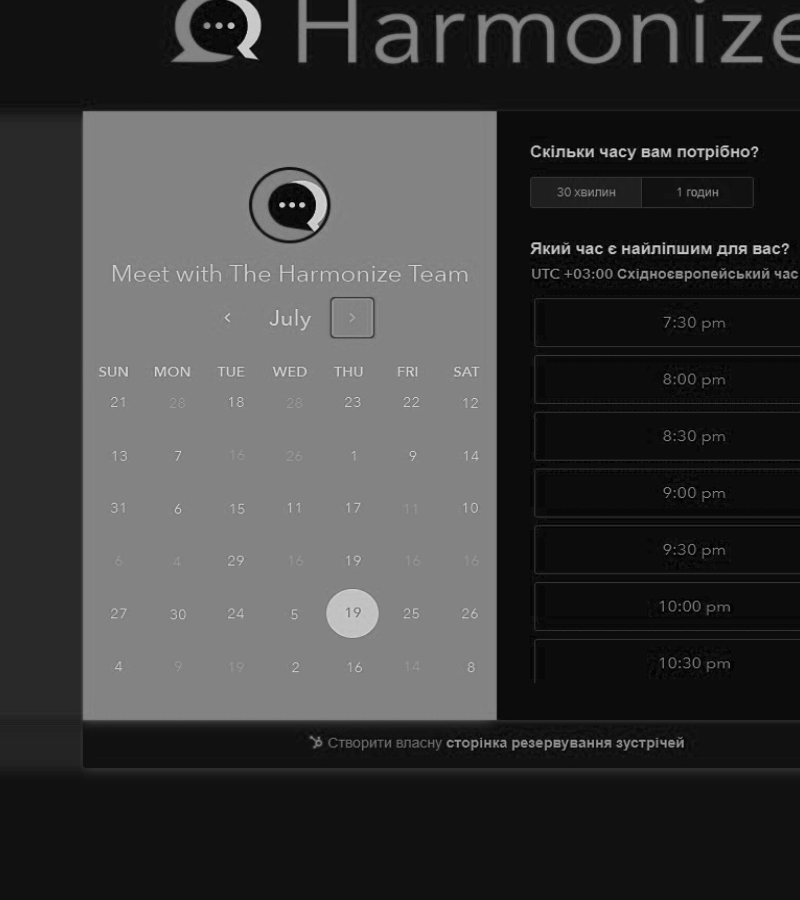 Harmonize
Meet with The Harmonize Team
July
SUN MON TUE WED THU FRI SAT
21 28 18 28 23 22 12
13 7 16 26 1 9 14
31 6 15 11 17 11 10
6 4 29 16 19 16 16
27 30 24 5 19 25 26
4 9 19 2 16 14 8
Скільки часу вам потрібно?
30 хвилин 1 годин
Який час є найліпшим для вас?
UTC +03:00 Східноєвропейський час
7:30 pm
8:00 pm
8:30 pm
9:00 pm
9:30 pm
10:00 pm
10:30 pm
Створити власну сторінка резервування зустрічей